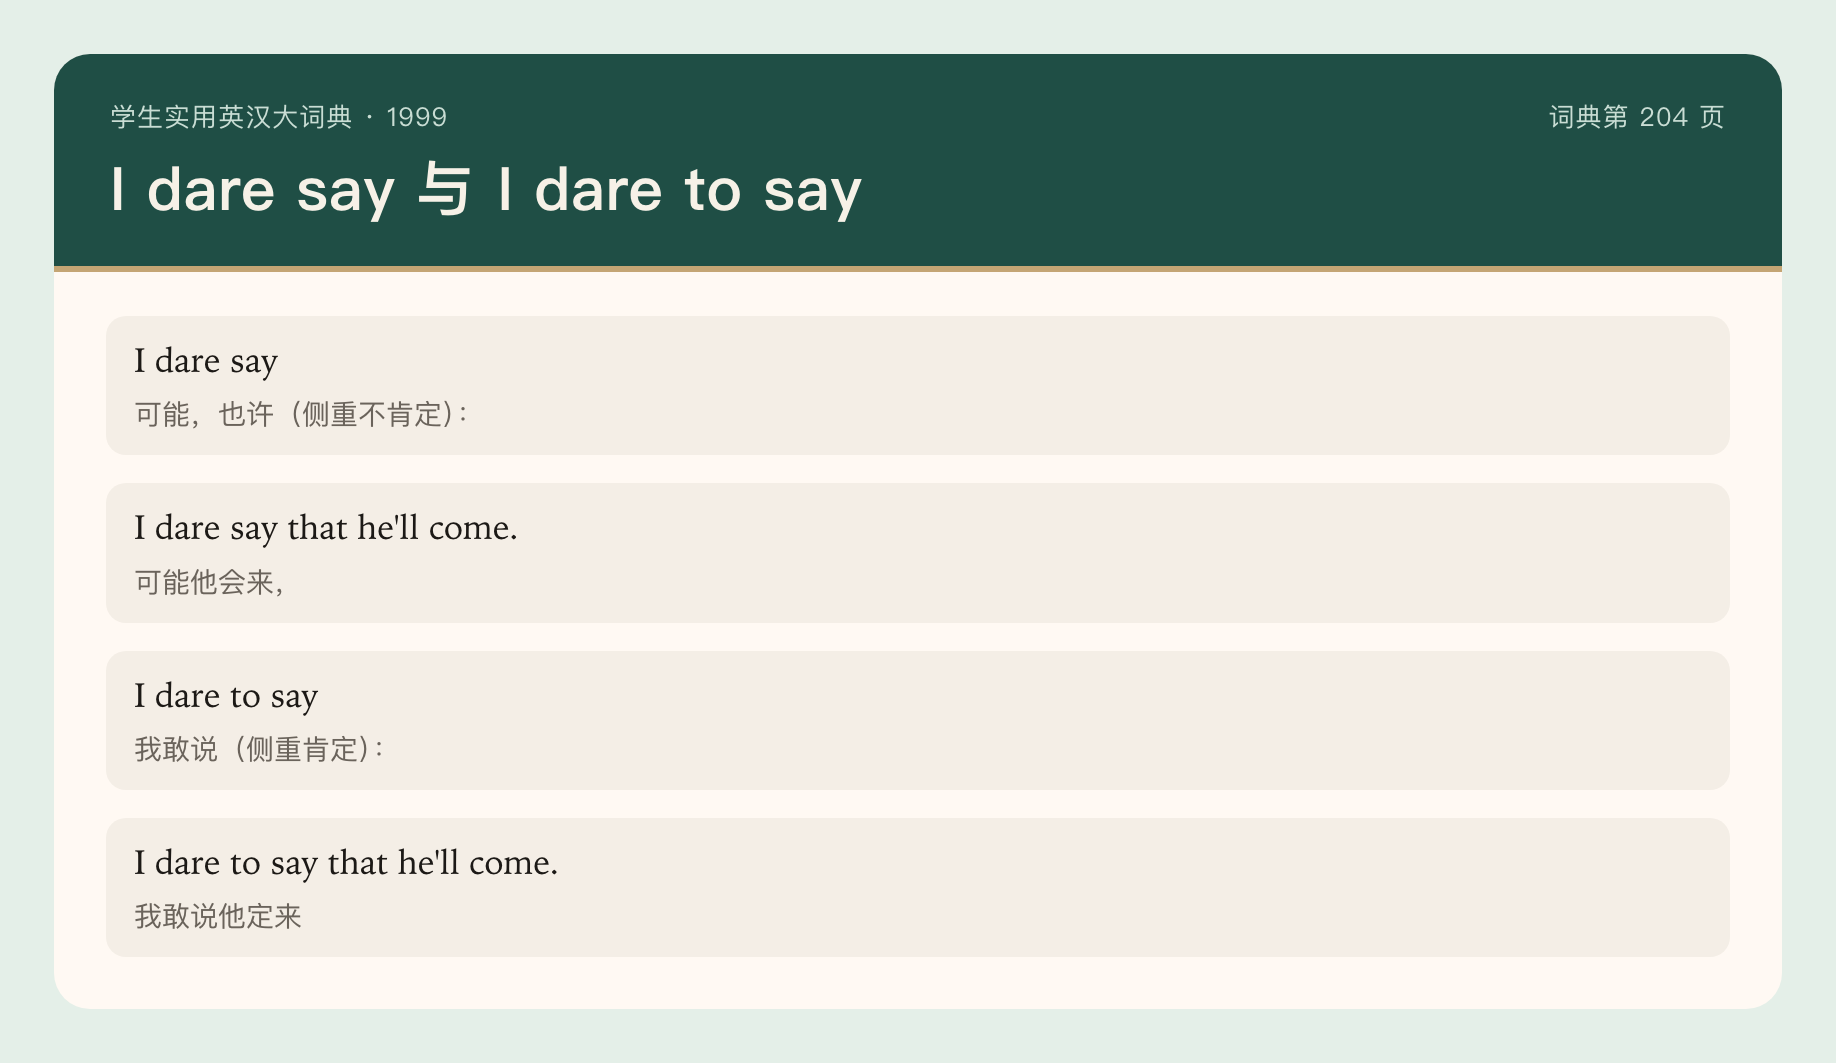 学生实用英汉大词典 · 1999
词典第 204 页
I dare say 与 I dare to say
I dare say
可能，也许（侧重不肯定）：
I dare say that he'll come.
可能他会来，
I dare to say
我敢说（侧重肯定）：
I dare to say that he'll come.
我敢说他定来